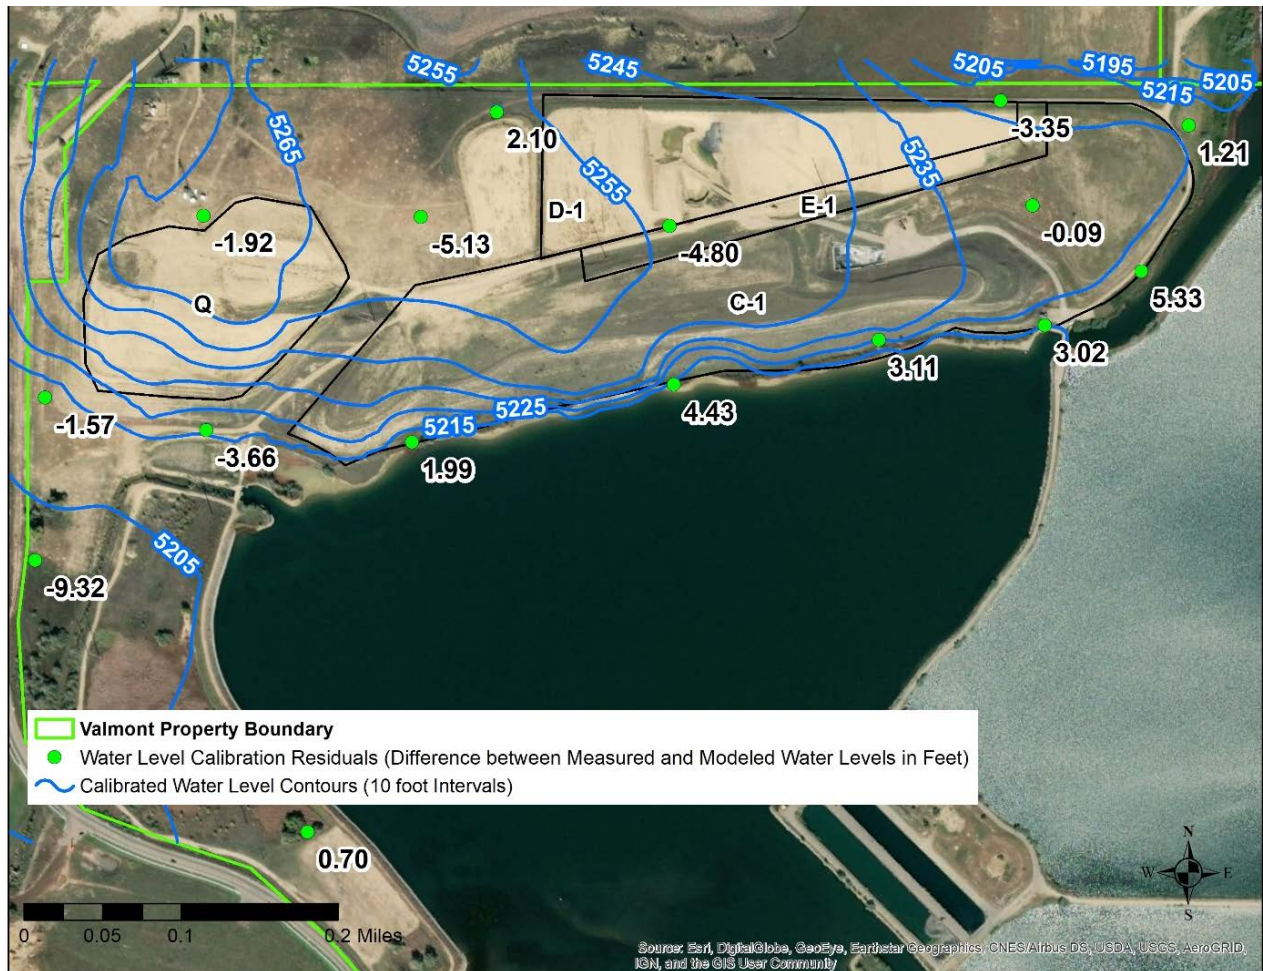 5255
5245
5205
5195
5205
5215
5265
2.10
-3.35
1.21
5235
5255
D-1
E-1
-1.92
-5.13
-4.80
-0.09
Q
C-1
5.33
3.11
3.02
5225
4.43
5215
-1.57
-3.66
1.99
5205
-9.32
Valmont Property Boundary
Water Level Calibration Residuals (Difference between Measured and Modeled Water Levels in Feet)
Calibrated Water Level Contours (10 foot Intervals)
0.70
N
W E
S
0 0.05 0.1 0.2 Miles
Source: Esri, DigitalGlobe, GeoEye, Earthstar Geographics, CNES/Airbus DS, USDA, USGS, AeroGRID,
IGN, and the GIS User Community